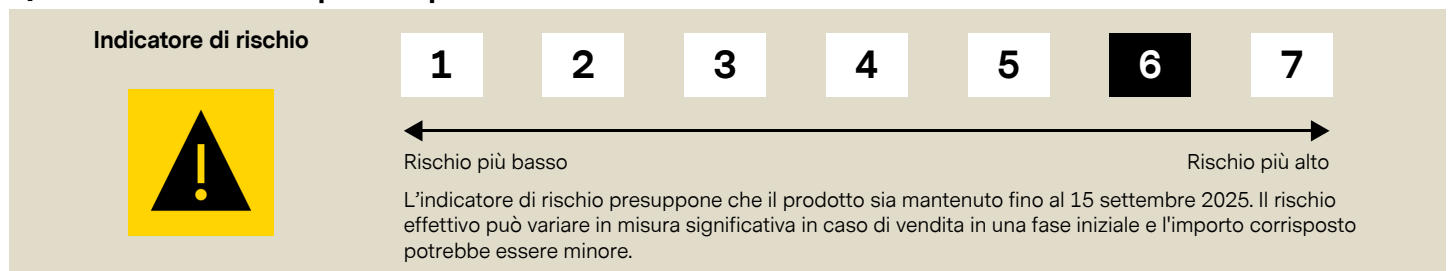 Indicatore di rischio
1 2 3 4 5 6 7
Rischio più basso Rischio più alto
L'indicatore di rischio presuppone che il prodotto sia mantenuto fino al 15 settembre 2025. Il rischio
effettivo può variare in misura significativa in caso di vendita in una fase iniziale e l'importo corrisposto
potrebbe essere minore.